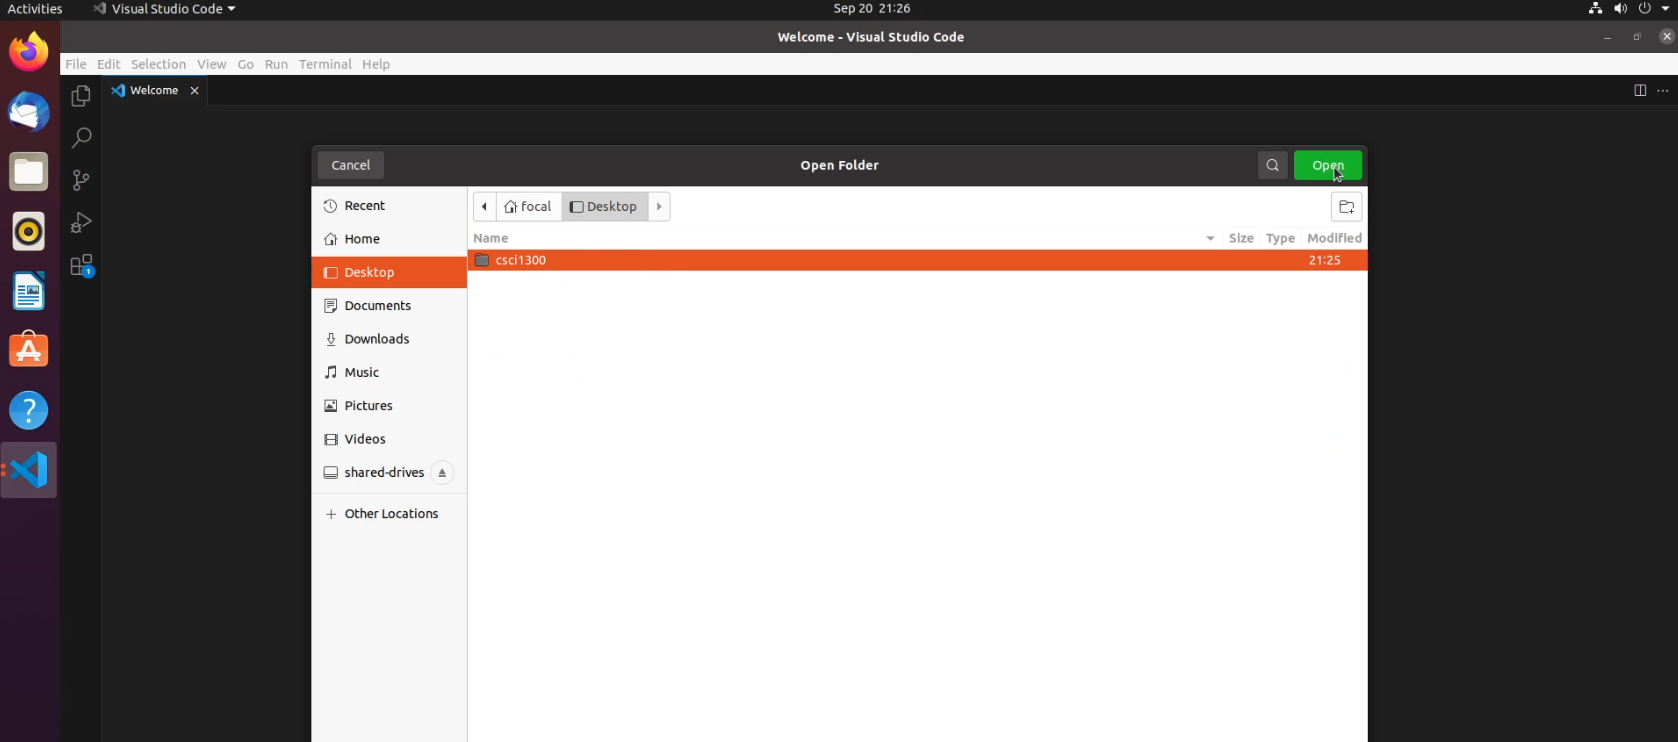 Activities Visual Studio Code Sep 20 21:26
Welcome - Visual Studio Code
File Edit Selection View Go Run Terminal Help
Welcome
Cancel Open Folder Open
Recent
Home
Desktop
Documents
Downloads
Music
Pictures
Videos
shared-drives
Other Locations
focal Desktop
Name Size Type Modified
csci1300 21:25
1